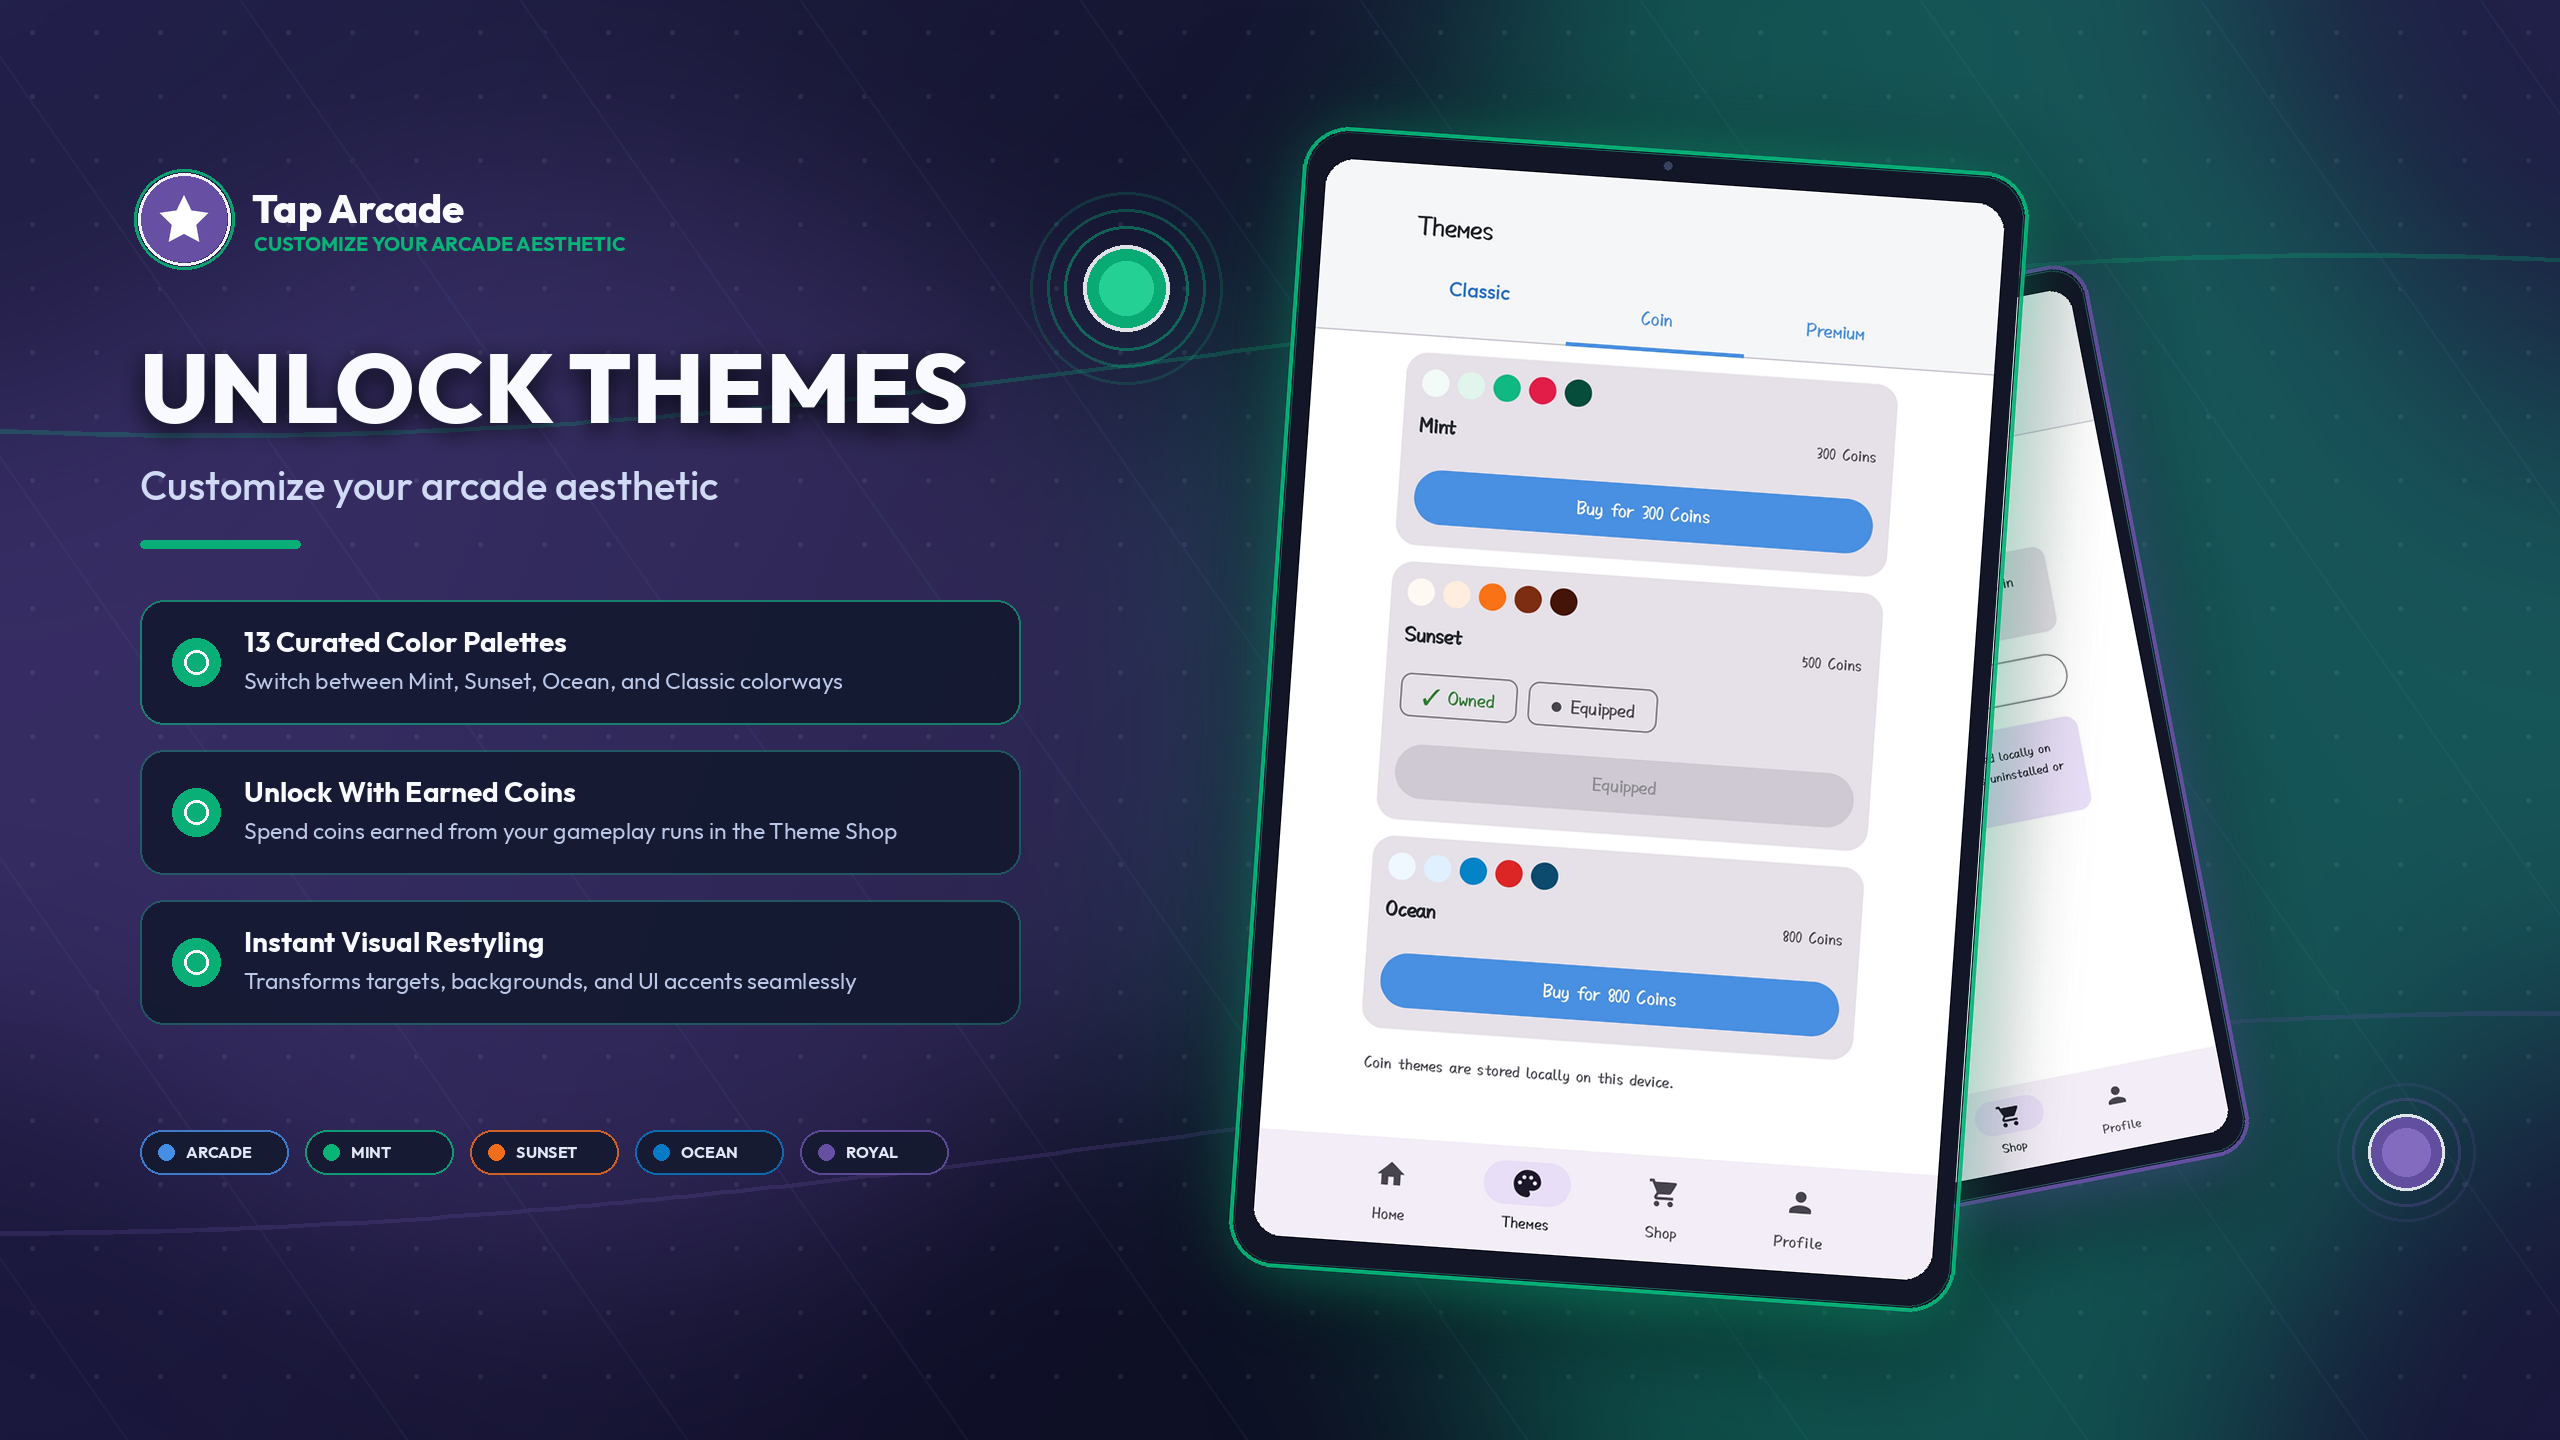 Tap Arcade
CUSTOMIZE YOUR ARCADE AESTHETIC
UNLOCK THEMES
Customize your arcade aesthetic
13 Curated Color Palettes
Switch between Mint, Sunset, Ocean, and Classic colorways
Unlock With Earned Coins
Spend coins earned from your gameplay runs in the Theme Shop
Instant Visual Restyling
Transforms targets, backgrounds, and UI accents seamlessly
ARCADE
MINT
SUNSET
OCEAN
ROYAL
Themes
Classic
Coin
Premium
Mint
300 Coins
Buy for 300 Coins
Sunset
500 Coins
✓ Owned
• Equipped
Equipped
Ocean
800 Coins
Buy for 800 Coins
Coin themes are stored locally on this device.
Home
Themes
Shop
Profile
locally on
uninstalled or
Shop
Profile